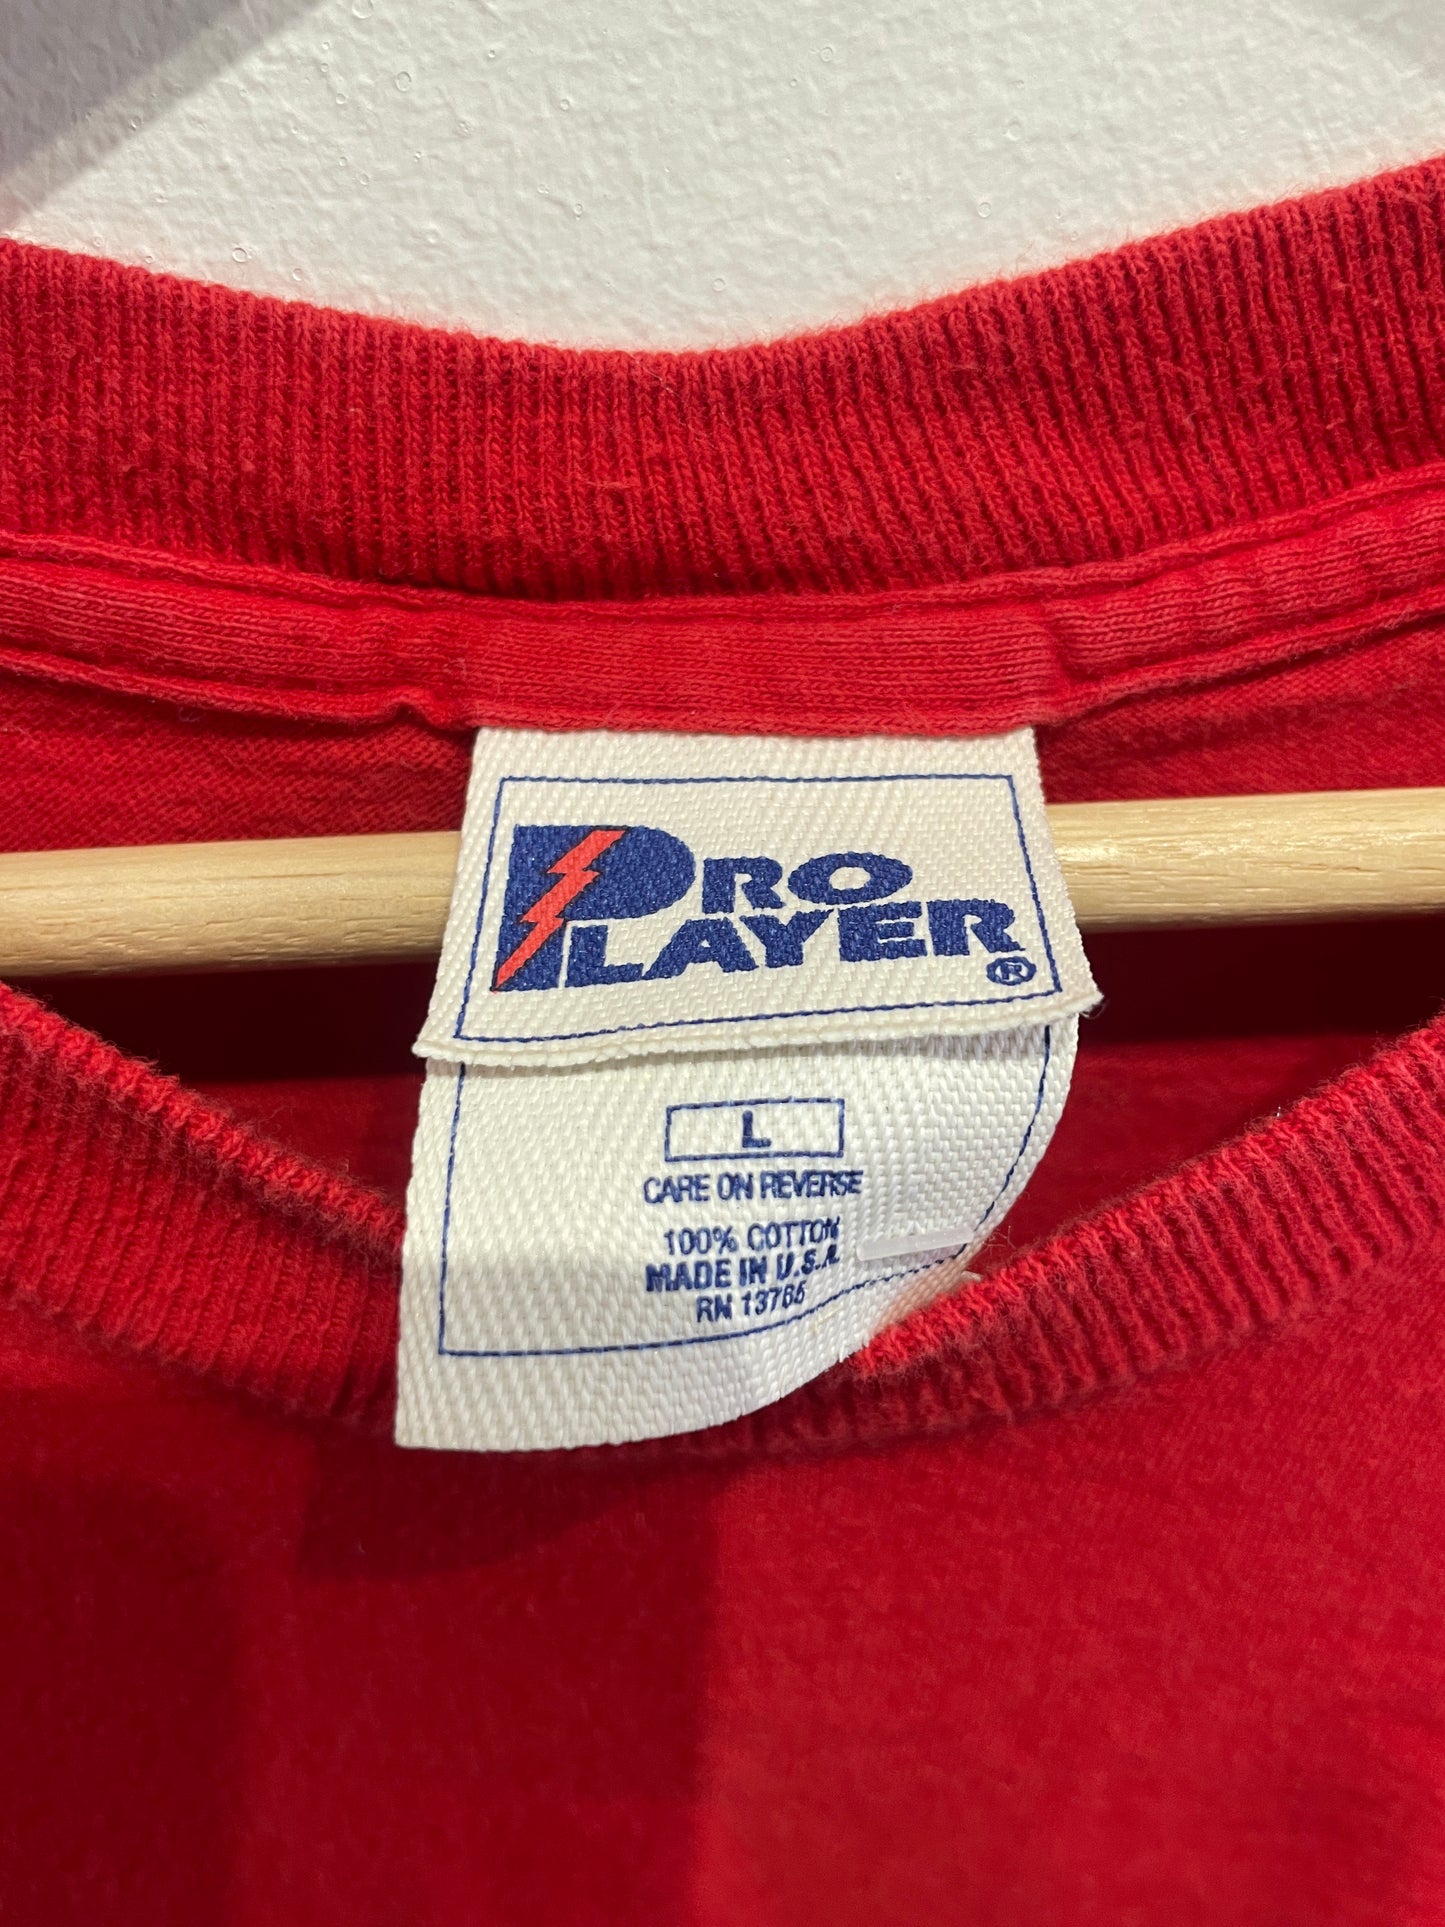 PRO
PLAYER®
L
CARE ON REVERSE
100% COTTON
MADE IN U.S.A.
RN 13765